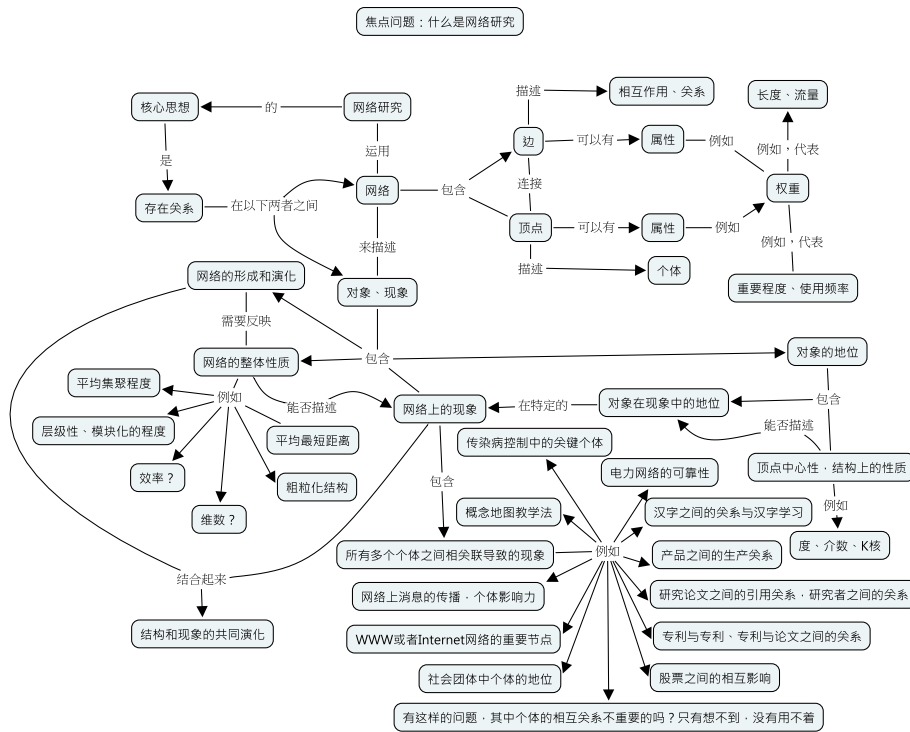 焦点问题：什么是网络研究
核心思想
的
网络研究
描述
相互作用、关系
长度、流量
边
可以有
属性
例如
例如，代表
是
运用
连接
存在关系
在以下两者之间
网络
包含
权重
顶点
可以有
属性
例如
例如，代表
来描述
描述
个体
网络的形成和演化
对象、现象
重要程度、使用频率
需要反映
网络的整体性质
包含
对象的地位
平均集聚程度
例如
能否描述
网络上的现象
在特定的
对象在现象中的地位
包含
层级性、模块化的程度
平均最短距离
传染病控制中的关键个体
能否描述
效率？
粗粒化结构
包含
电力网络的可靠性
顶点中心性，结构上的性质
维数？
概念地图教学法
汉字之间的关系与汉字学习
例如
所有多个个体之间相关联导致的现象
例如
产品之间的生产关系
度、介数、K核
结合起来
网络上消息的传播，个体影响力
研究论文之间的引用关系，研究者之间的关系
结构和现象的共同演化
WWW或者Internet网络的重要节点
专利与专利、专利与论文之间的关系
社会团体中个体的地位
股票之间的相互影响
有这样的问题，其中个体的相互关系不重要的吗？只有想不到，没有用不着